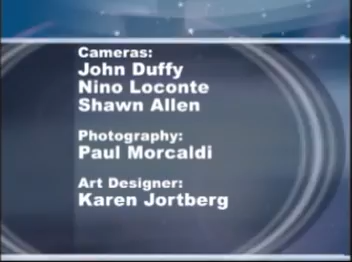 Cameras:
John Duffy
Nino Loconte
Shawn Allen
Photography:
Paul Morcaldi
Art Designer:
Karen Jortberg